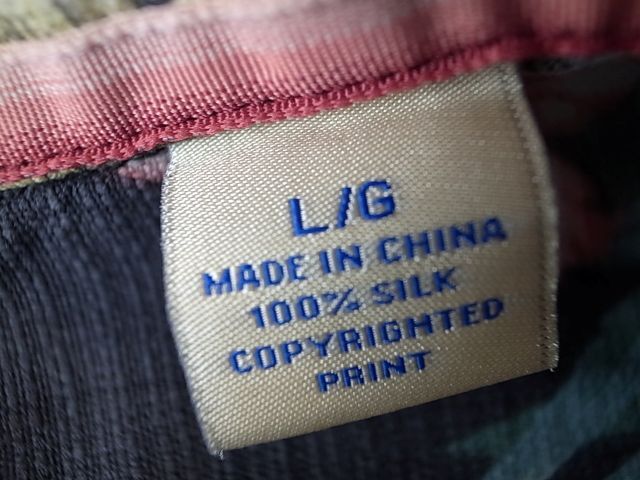 L/G
MADE IN CHINA
100% SILK
COPYRIGHTED
PRINT